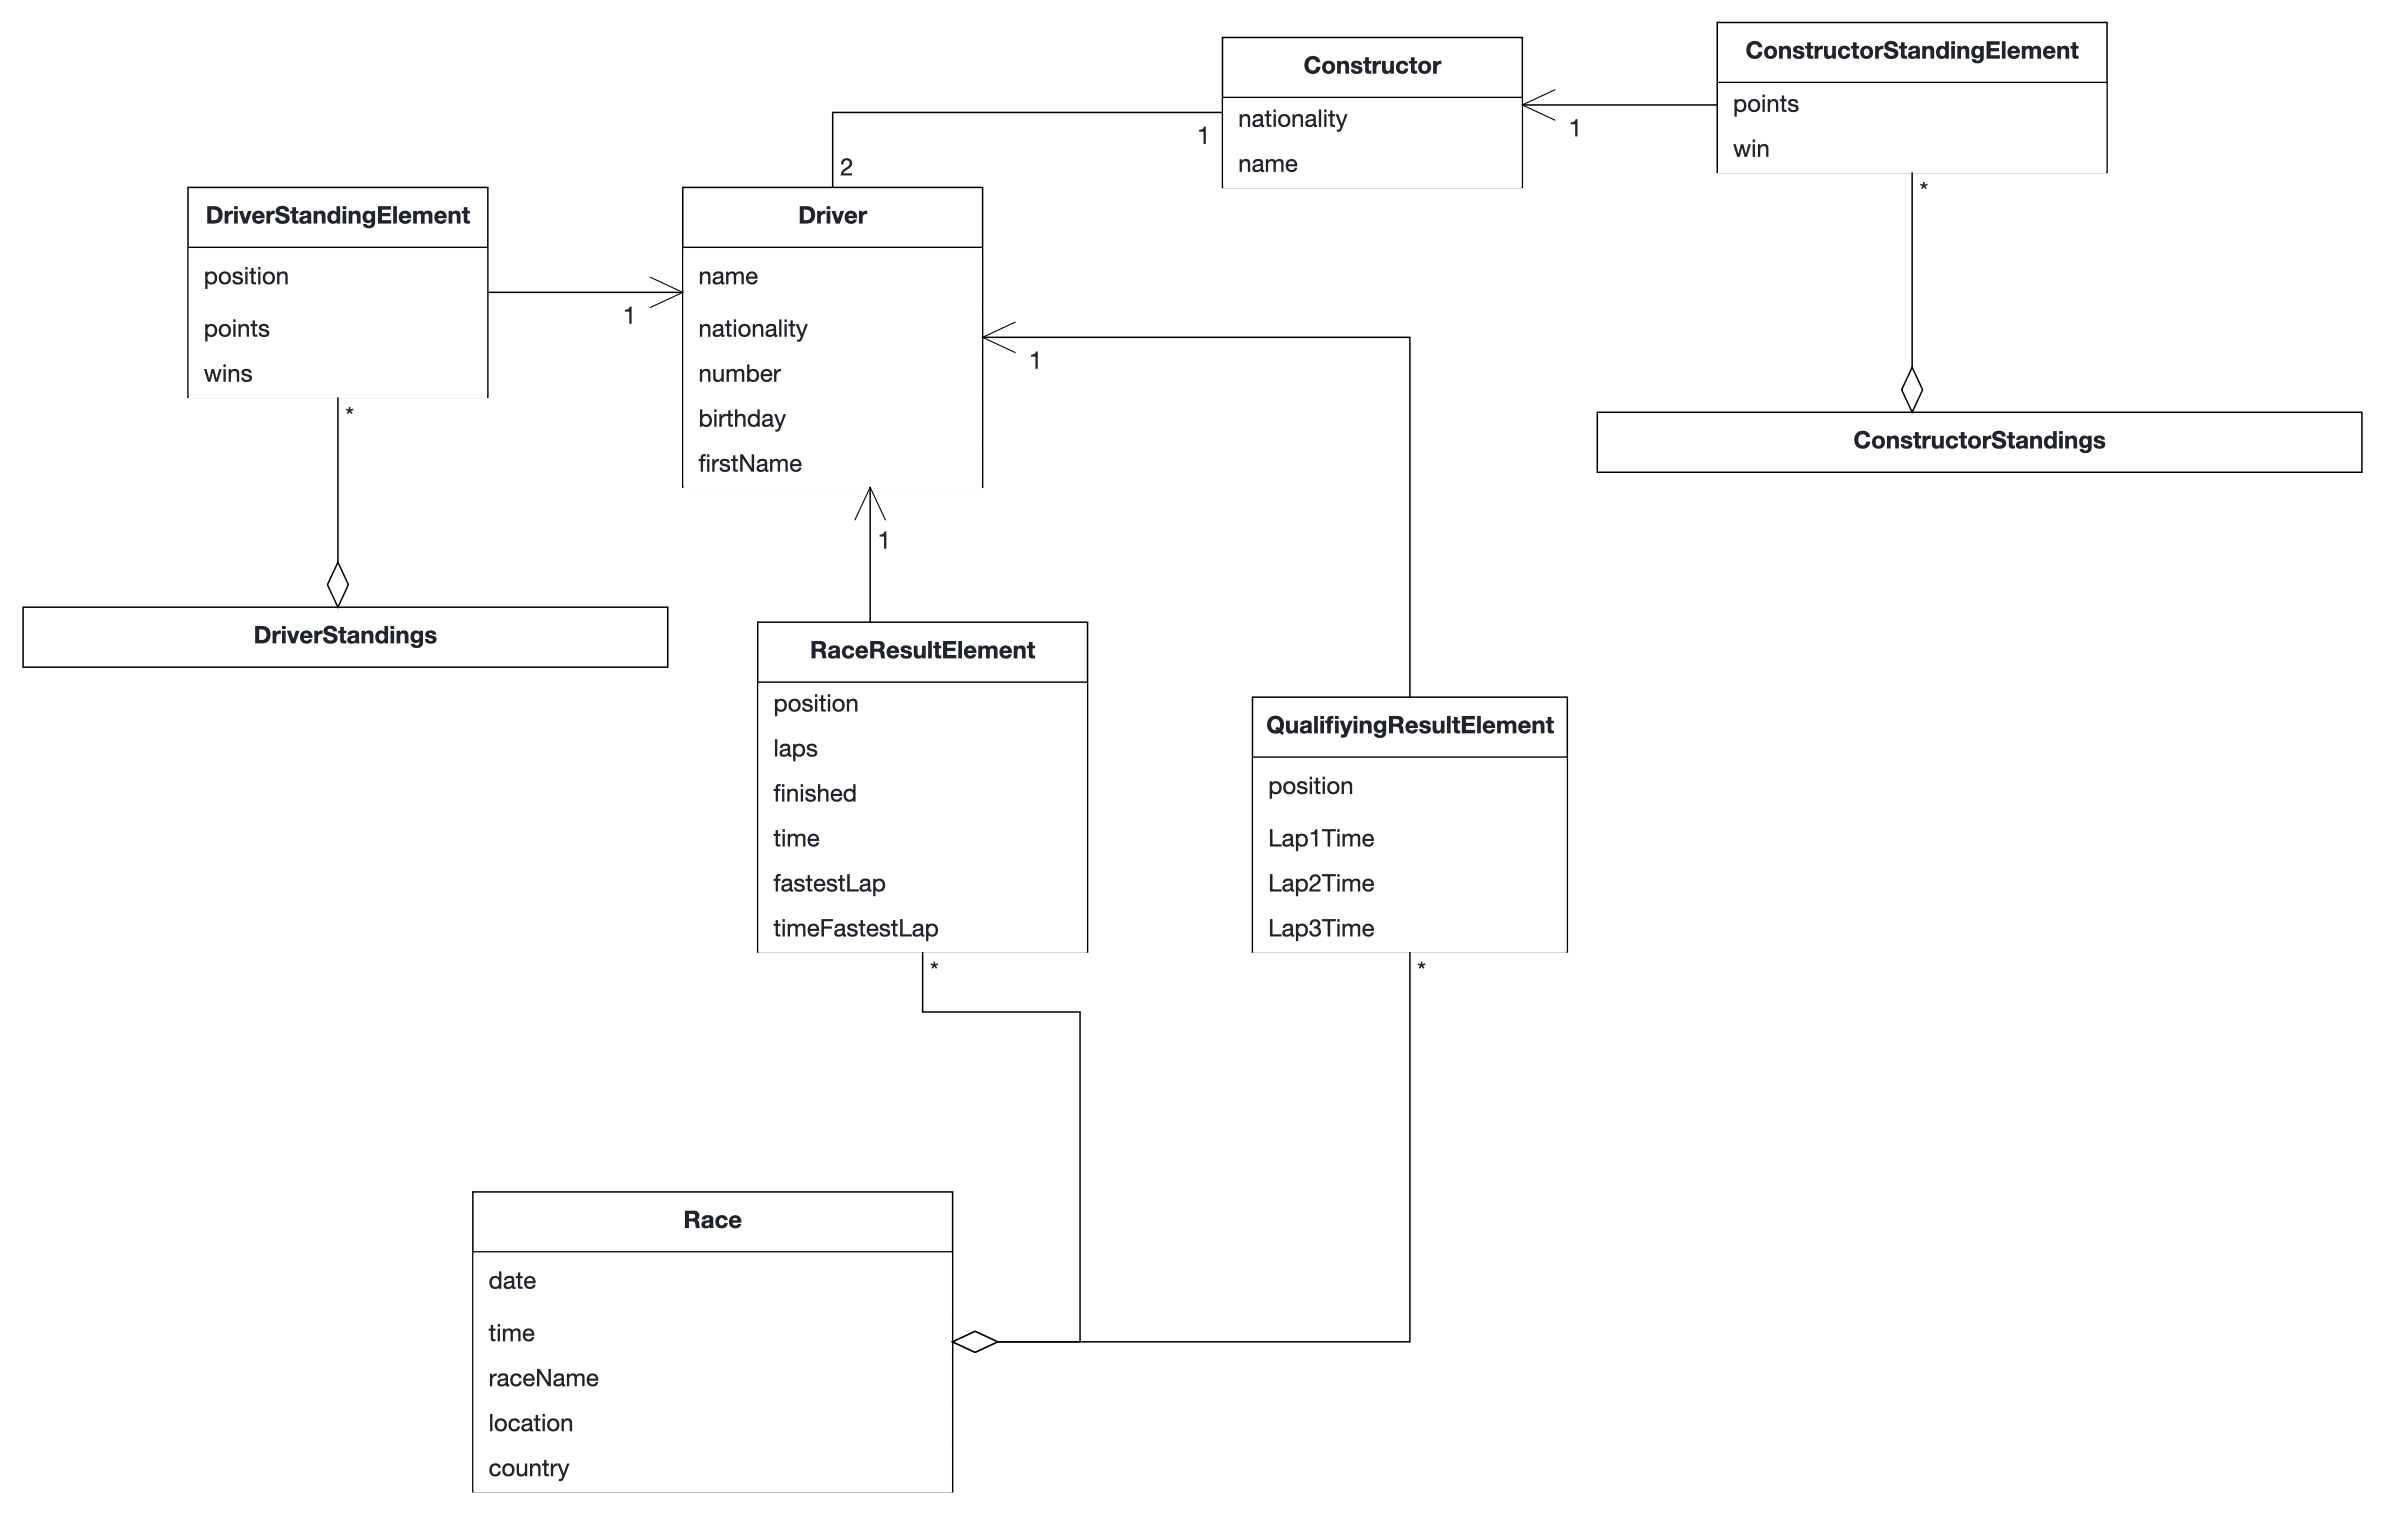 Constructor
nationality
name
ConstructorStandingElement
points
win
1
1
*
2
DriverStandingElement
position
points
wins
Driver
name
nationality
number
birthday
firstName
1
1
*
ConstructorStandings
1
DriverStandings
RaceResultElement
position
laps
finished
time
fastestLap
timeFastestLap
QualifiyingResultElement
position
Lap1Time
Lap2Time
Lap3Time
*
*
Race
date
time
raceName
location
country